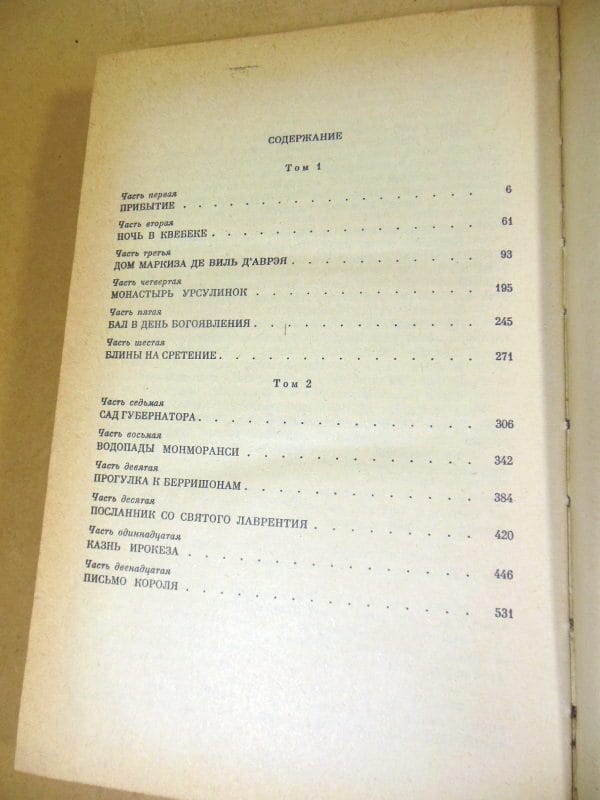 СОДЕРЖАНИЕ
Том 1
Часть первая
ПРИБЫТИЕ . . . . . . . . . . . . . . . . 6
Часть вторая
НОЧЬ В КВЕБЕКЕ . . . . . . . . . . . . . . 61
Часть третья
ДОМ МАРКИЗА ДЕ ВИЛЬ Д'АВРЭЯ . . . . . . . . . . 93
Часть четвертая
МОНАСТЫРЬ УРСУЛИНОК . . . . . . . . . . . . 195
Часть пятая
БАЛ В ДЕНЬ БОГОЯВЛЕНИЯ . . . . . . . . . . . . 245
Часть шестая
БЛИНЫ НА СРЕТЕНИЕ . . . . . . . . . . . . . . 271
Том 2
Часть седьмая
САД ГУБЕРНАТОРА . . . . . . . . . . . . . . 306
Часть восьмая
ВОДОПАДЫ МОНМОРАНСИ . . . . . . . . . . . . 342
Часть девятая
ПРОГУЛКА К БЕРРИШОНАМ . . . . . . . . . . . . 384
Часть десятая
ПОСЛАННИК СО СВЯТОГО ЛАВРЕНТИЯ . . . . . . . . . 420
Часть одиннадцатая
КАЗНЬ ИРОКЕЗА . . . . . . . . . . . . . . 446
Часть двенадцатая
ПИСЬМО КОРОЛЯ . . . . . . . . . . . . . . 531